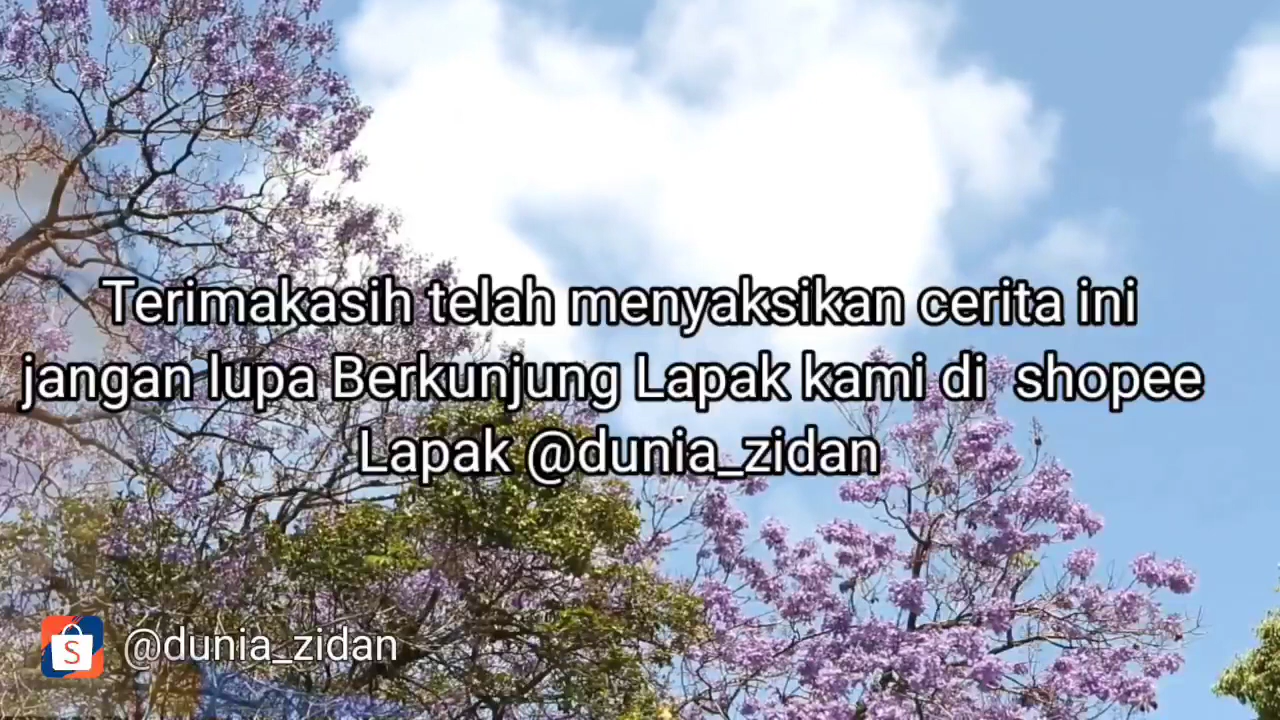 Terimakasih telah menyaksikan cerita ini
jangan lupa Berkunjung Lapak kami di shopee
Lapak @dunia_zidan
S
@dunia_zidan